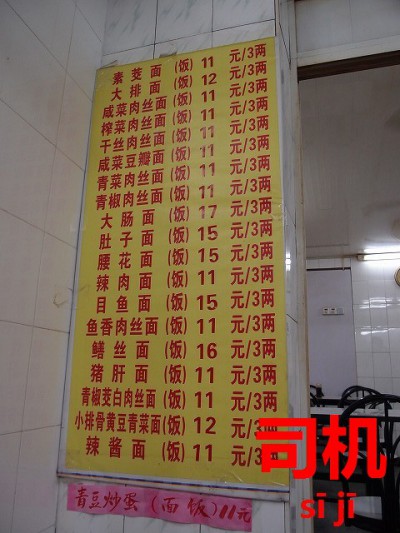 素茭面(饭) 11 元/3两
大排面(饭) 12 元/3两
咸菜肉丝面(饭) 11 元/3两
榨菜肉丝面(饭) 11 元/3两
干丝肉丝面(饭) 11 元/3两
咸菜豆瓣面(饭) 11 元/3两
青菜肉丝面(饭) 11 元/3两
青椒肉丝面(饭) 11 元/3两
大肠面(饭) 17 元/3两
肚子面(饭) 15 元/3两
腰花面(饭) 15 元/3两
辣肉面(饭) 11 元/3两
目鱼面(饭) 15 元/3两
鱼香肉丝面(饭) 11 元/3两
鳝丝面(饭) 16 元/3两
猪肝面(饭) 11 元/3两
青椒茭白肉丝面(饭) 11 元/3两
小排骨黄豆青菜面(饭) 12 元/3两
辣酱面(饭) 11 元/3两
青豆炒蛋(面饭)11元
司机
sī jī